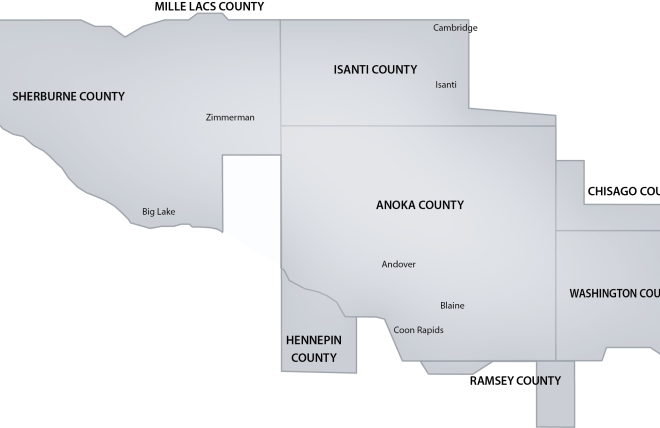 MILLE LACS COUNTY
Cambridge
ISANTI COUNTY
Isanti
SHERBURNE COUNTY
Zimmerman
CHISAGO COU
ANOKA COUNTY
Big Lake
Andover
WASHINGTON COU
Blaine
Coon Rapids
HENNEPIN
COUNTY
RAMSEY COUNTY